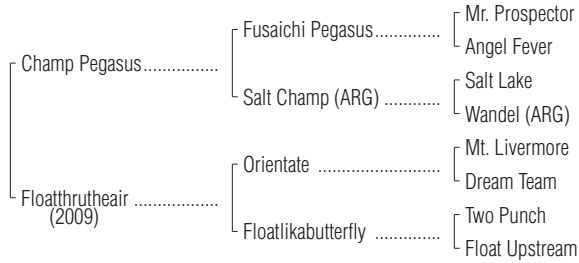 Mr. Prospector
Fusaichi Pegasus..............
Angel Fever
Champ Pegasus................
Salt Lake
Salt Champ (ARG) ............
Wandel (ARG)
Mt. Livermore
Orientate ........................
Dream Team
Floatthrutheair ..................
(2009)
Two Punch
Floatlikabutterfly ..............
Float Upstream